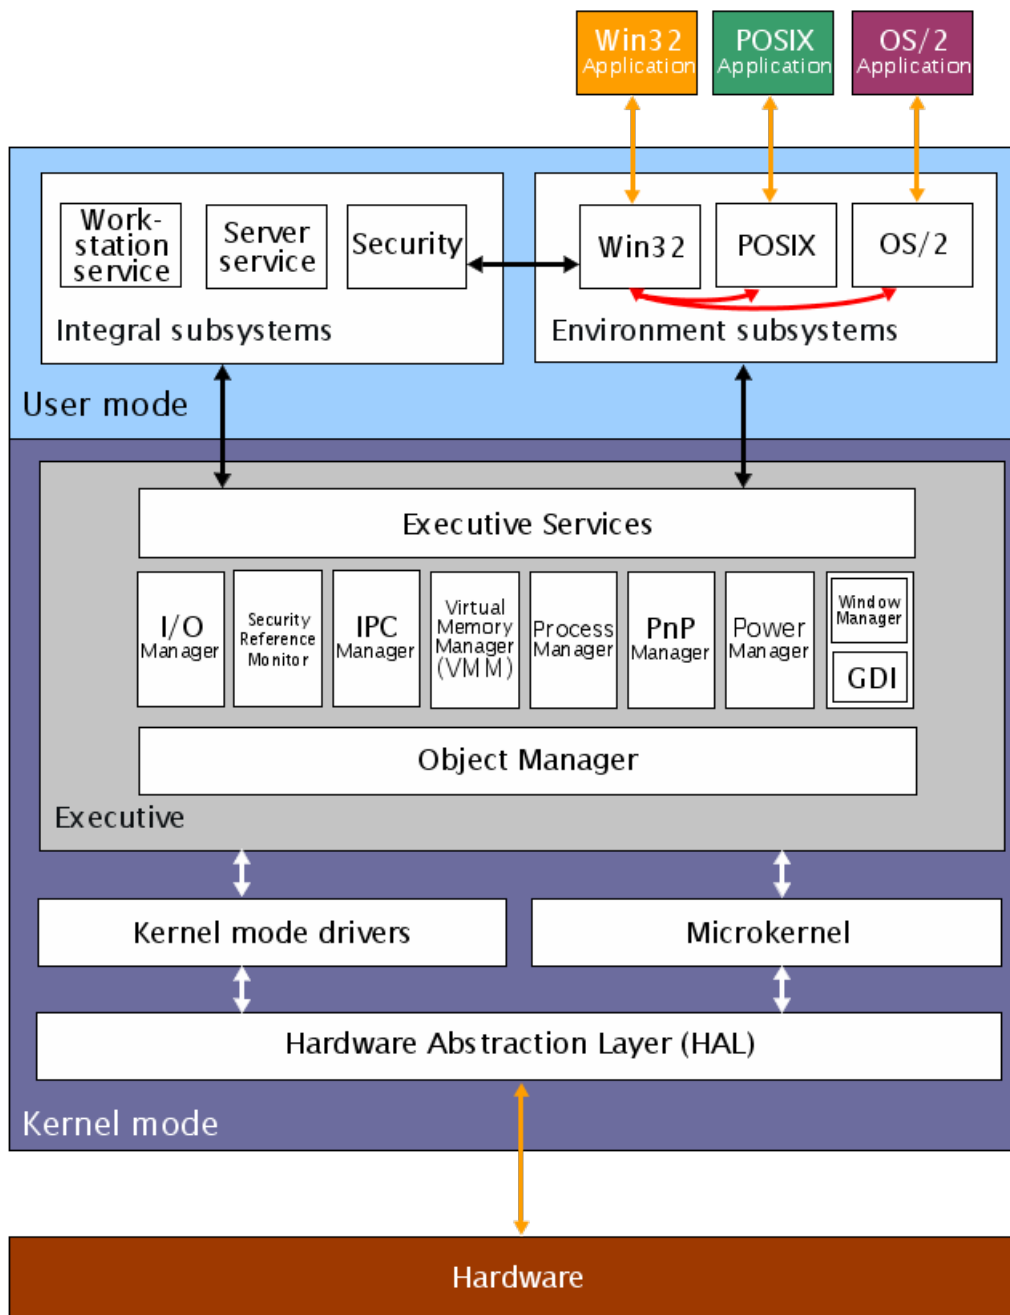 Win32
Application
POSIX
Application
OS/2
Application
Work-
station
service
Server
service
Security
Integral subsystems
Win32
POSIX
OS/2
Environment subsystems
User mode
Executive Services
I/O
Manager
Security
Reference
Monitor
IPC
Manager
Virtual
Memory
Manager
(VMM)
Process
Manager
PnP
Manager
Power
Manager
Window
Manager
GDI
Object Manager
Executive
Kernel mode drivers
Microkernel
Hardware Abstraction Layer (HAL)
Kernel mode
Hardware